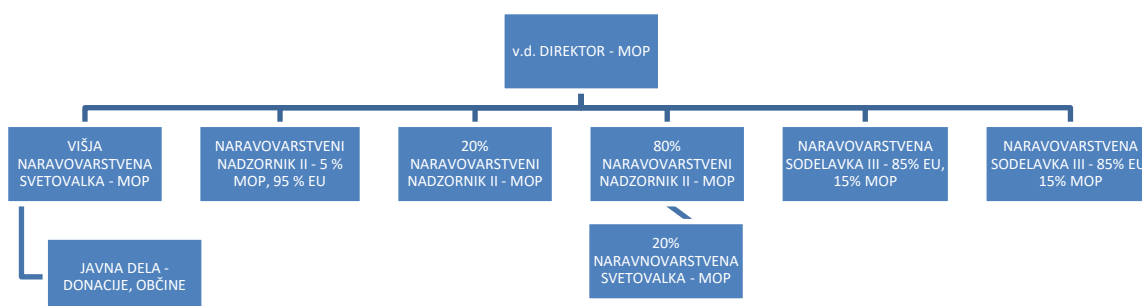 v.d. DIREKTOR - MOP
VIŠJA
NARAVOVARSTVENA
SVETOVALKA - MOP
NARAVOVARSTVENI
NADZORNIK II - 5 %
MOP, 95 % EU
20%
NARAVOVARSTVENI
NADZORNIK II - MOP
80%
NARAVOVARSTVENI
NADZORNIK II - MOP
NARAVOVARSTVENA
SODELAVKA III - 85% EU,
15% MOP
NARAVOVARSTVENA
SODELAVKA III - 85% EU,
15% MOP
JAVNA DELA -
DONACIJE, OBČINE
20%
NARAVNOVARSTVENA
SVETOVALKA - MOP